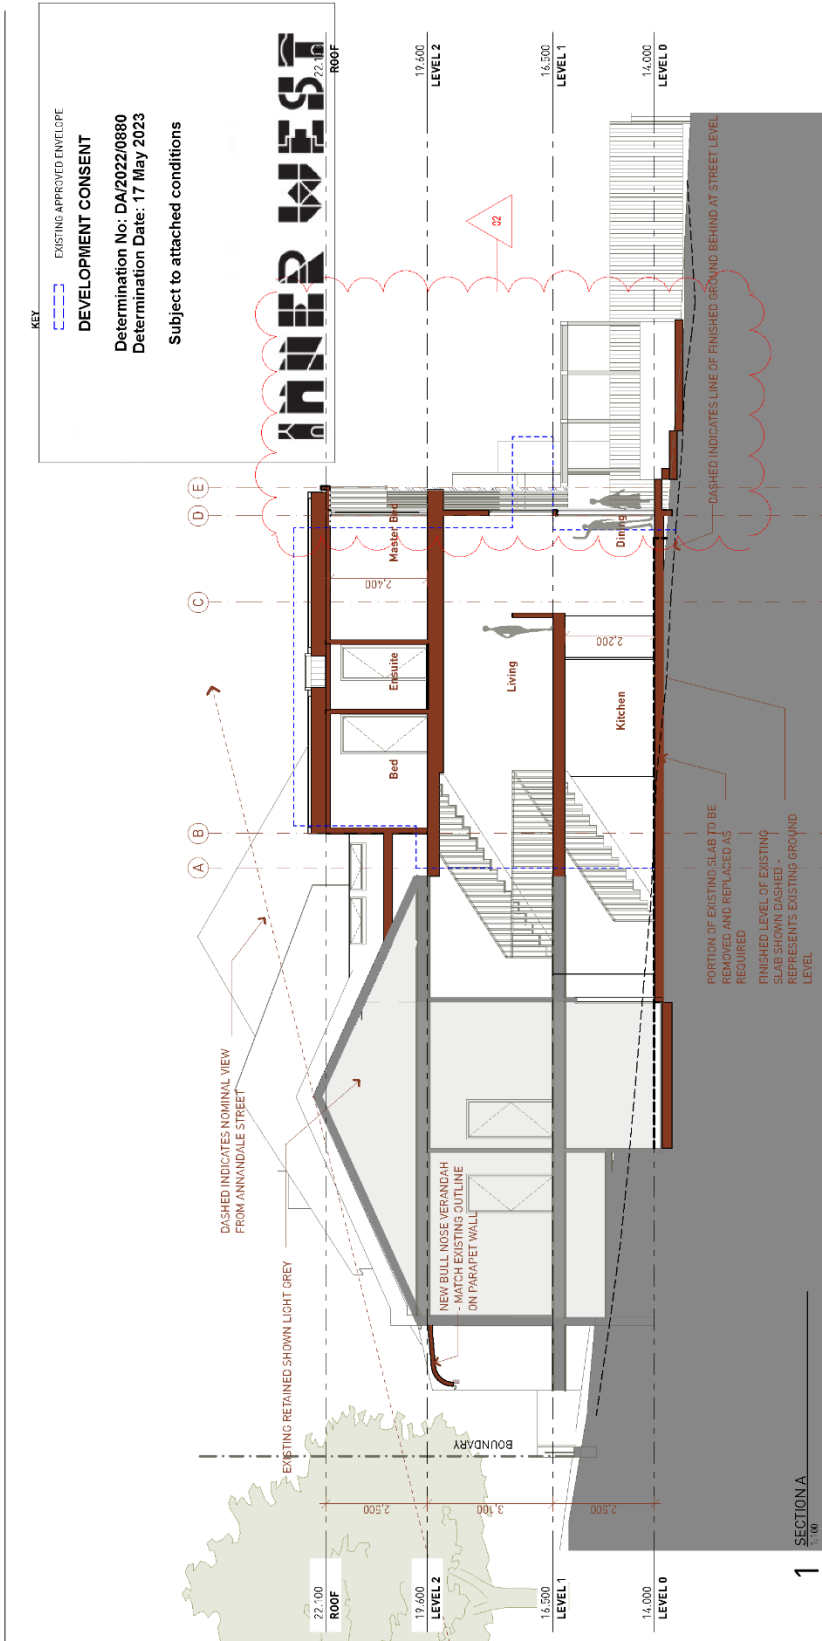 KEY
EXISTING APPROVED ENVELOPE
DEVELOPMENT CONSENT
Determination No: DA/2022/0880
Determination Date: 17 May 2023
Subject to attached conditions
INNER WEST
22.100
ROOF
19.600
LEVEL 2
16.500
LEVEL 1
14.000
LEVEL 0
02
A
B
C
D
E
DASHED INDICATES NOMINAL VIEW
FROM ANNANDALE STREET
EXISTING RETAINED SHOWN LIGHT GREY
NEW BULL NOSE VERANDAH
- MATCH EXISTING OUTLINE
ON PARAPET WALL
BOUNDARY
2,500
3,100
2,500
22.100
ROOF
19.600
LEVEL 2
16.500
LEVEL 1
14.000
LEVEL 0
Bed
Ensuite
Master Bed
2,400
Living
Kitchen
2,200
Dining
DASHED INDICATES LINE OF FINISHED GROUND BEHIND AT STREET LEVEL
PORTION OF EXISTING SLAB TO BE
REMOVED AND REPLACED AS
REQUIRED
FINISHED LEVEL OF EXISTING
SLAB SHOWN DASHED -
REPRESENTS EXISTING GROUND
LEVEL
1
SECTION A
1:100